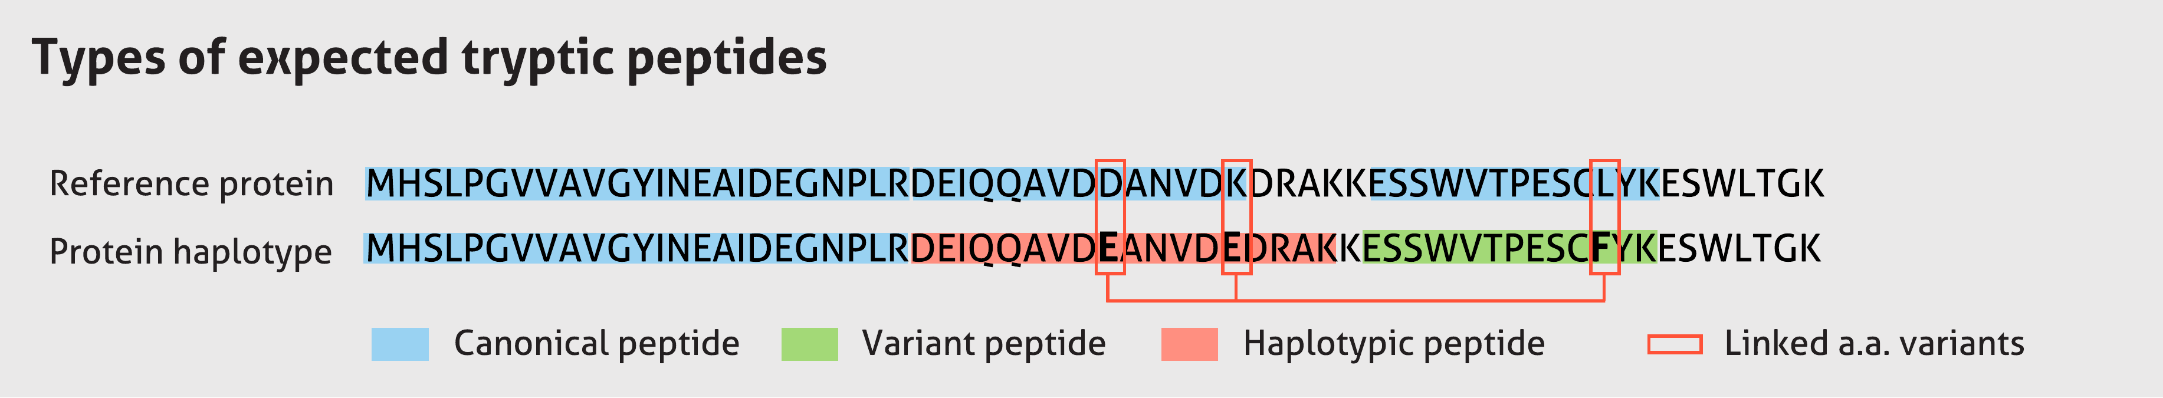 Types of expected tryptic peptides
Reference protein MHSLPGVVAVGYINEAIDEGNPLRDEIQQAVDDANVDKDRAKKESSWVTPESCLYKESWLTGK
Protein haplotype MHSLPGVVAVGYINEAIDEGNPLRDEIQQAVDEANVDEDRAKKESSWVTPESCFYKESWLTGK
Canonical peptide Variant peptide Haplotypic peptide Linked a.a. variants